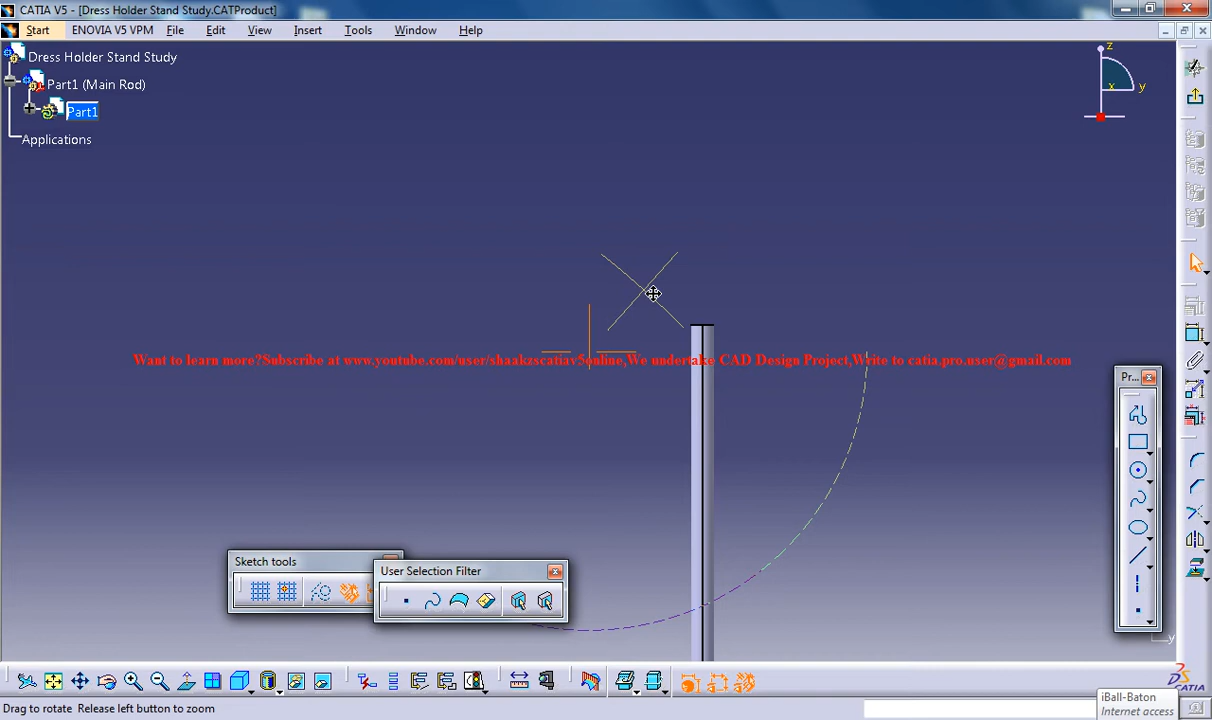 CATIA V5 - [Dress Holder Stand Study.CATProduct]
Start ENOVIA V5 VPM File Edit View Insert Tools Window Help
Dress Holder Stand Study
Part1 (Main Rod)
Part1
Applications
z
x
y
Want to learn more?Subscribe at www.youtube.com/user/shaakzscatiav5online,We undertake CAD Design Project,Write to catia.pro.user@gmail.com
Pr...
Sketch tools
User Selection Filter
y
CATIA
iBall-Baton
Internet access
Drag to rotate Release left button to zoom